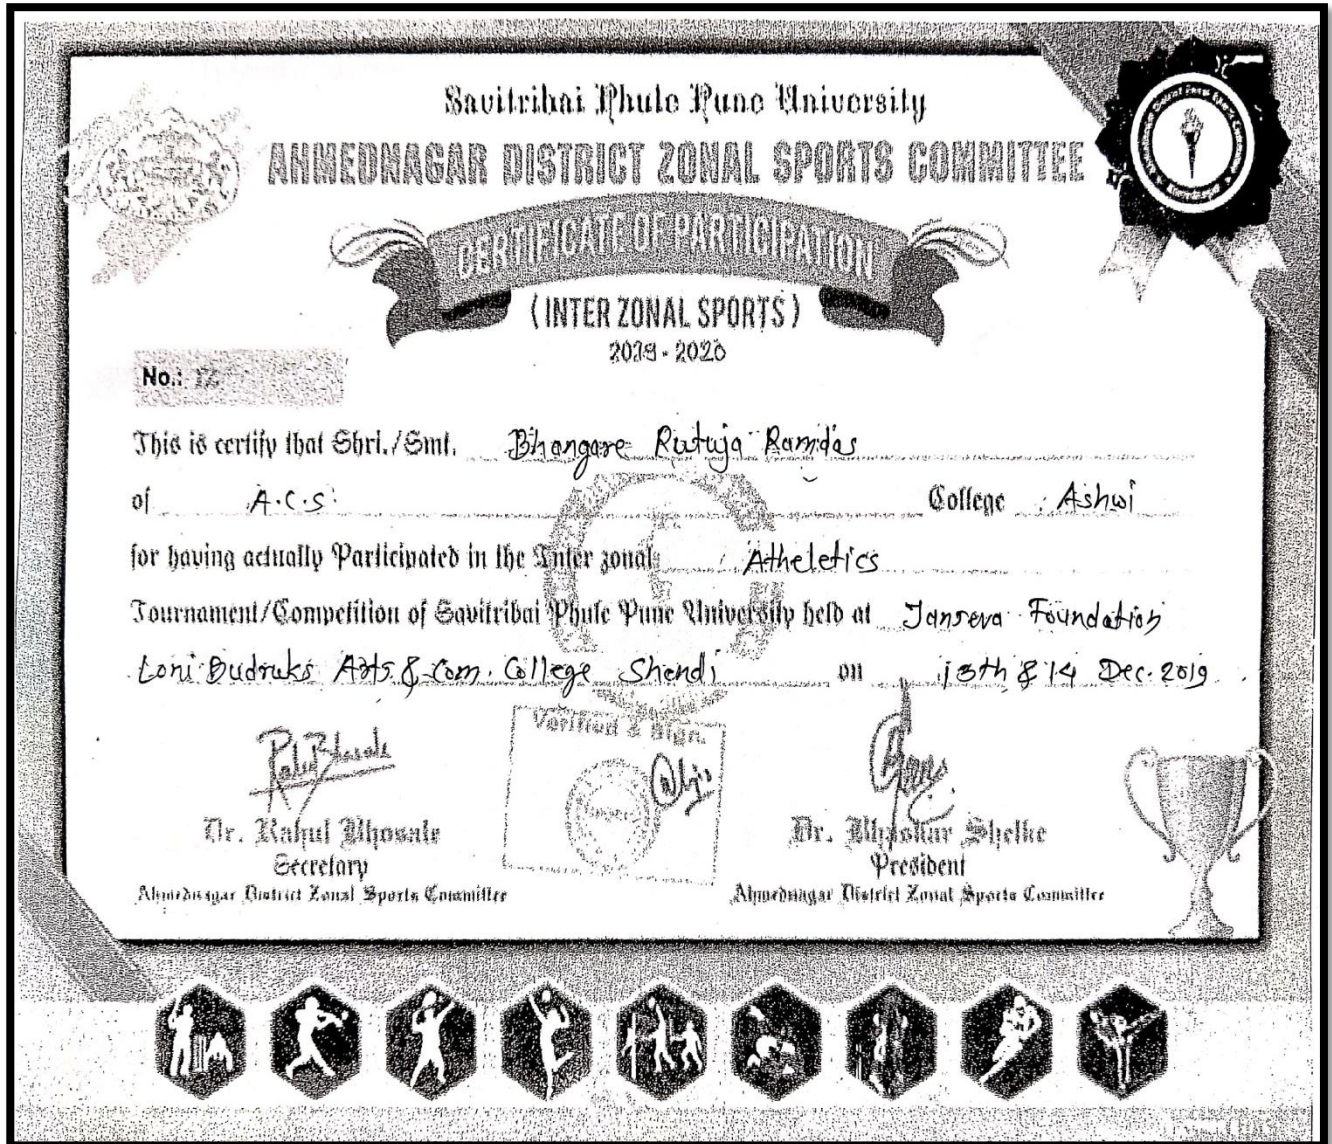 Savitribai Phule Pune University
AHMEDNAGAR DISTRICT ZONAL SPORTS COMMITTEE
CERTIFICATE OF PARTICIPATION
(INTER ZONAL SPORTS)
2019 - 2020
No.:
This is certify that Shri./Smt. Bhangare Rutuja Ramdas
of A.C.S. College Ashwi
for having actually Participated in the Inter zonal Atheletics
Tournament/Competition of Savitribai Phule Pune University held at Janseva Foundation
Loni Budruks Arts & Com. College Shendi on 13th & 14 Dec. 2019
Verified & Sign.
Dr. Rahul Bhosale
Secretary
Ahmednagar District Zonal Sports Committee
Dr. Bhaskar Shelke
President
Ahmednagar District Zonal Sports Committee